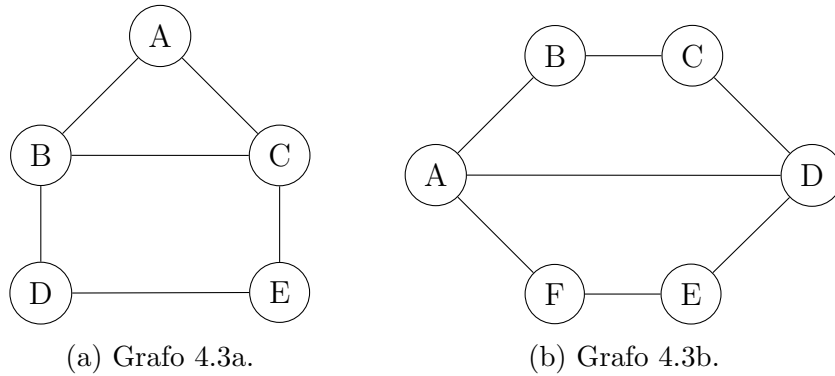 A
B C
D E
(a) Grafo 4.3a.
B C
A D
F E
(b) Grafo 4.3b.